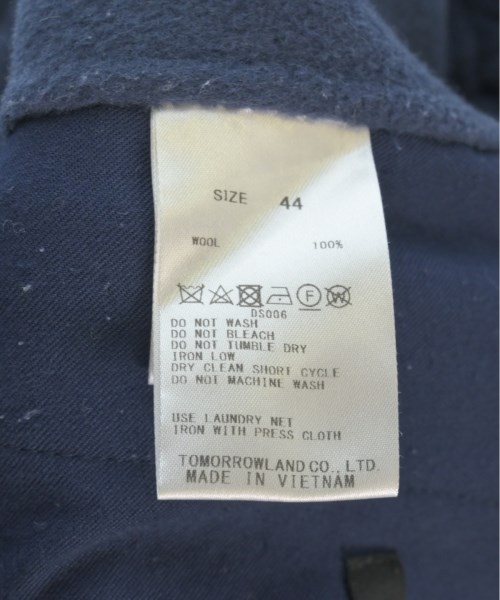 SIZE 44
WOOL 100%
F W
DS006
DO NOT WASH
DO NOT BLEACH
DO NOT TUMBLE DRY
IRON LOW
DRY CLEAN SHORT CYCLE
DO NOT MACHINE WASH
USE LAUNDRY NET
IRON WITH PRESS CLOTH
TOMORROWLAND CO., LTD.
MADE IN VIETNAM